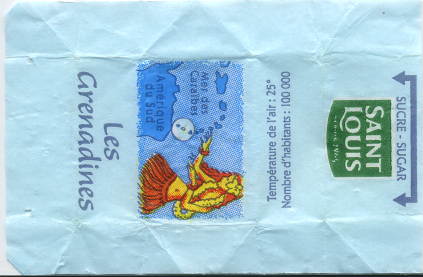 SUCRE - SUGAR
SAINT
LOUIS
Température de l'air : 25°
Nombre d'habitants : 100 000
Mer des
Caraïbes
Amérique
du Sud
Les
Grenadines